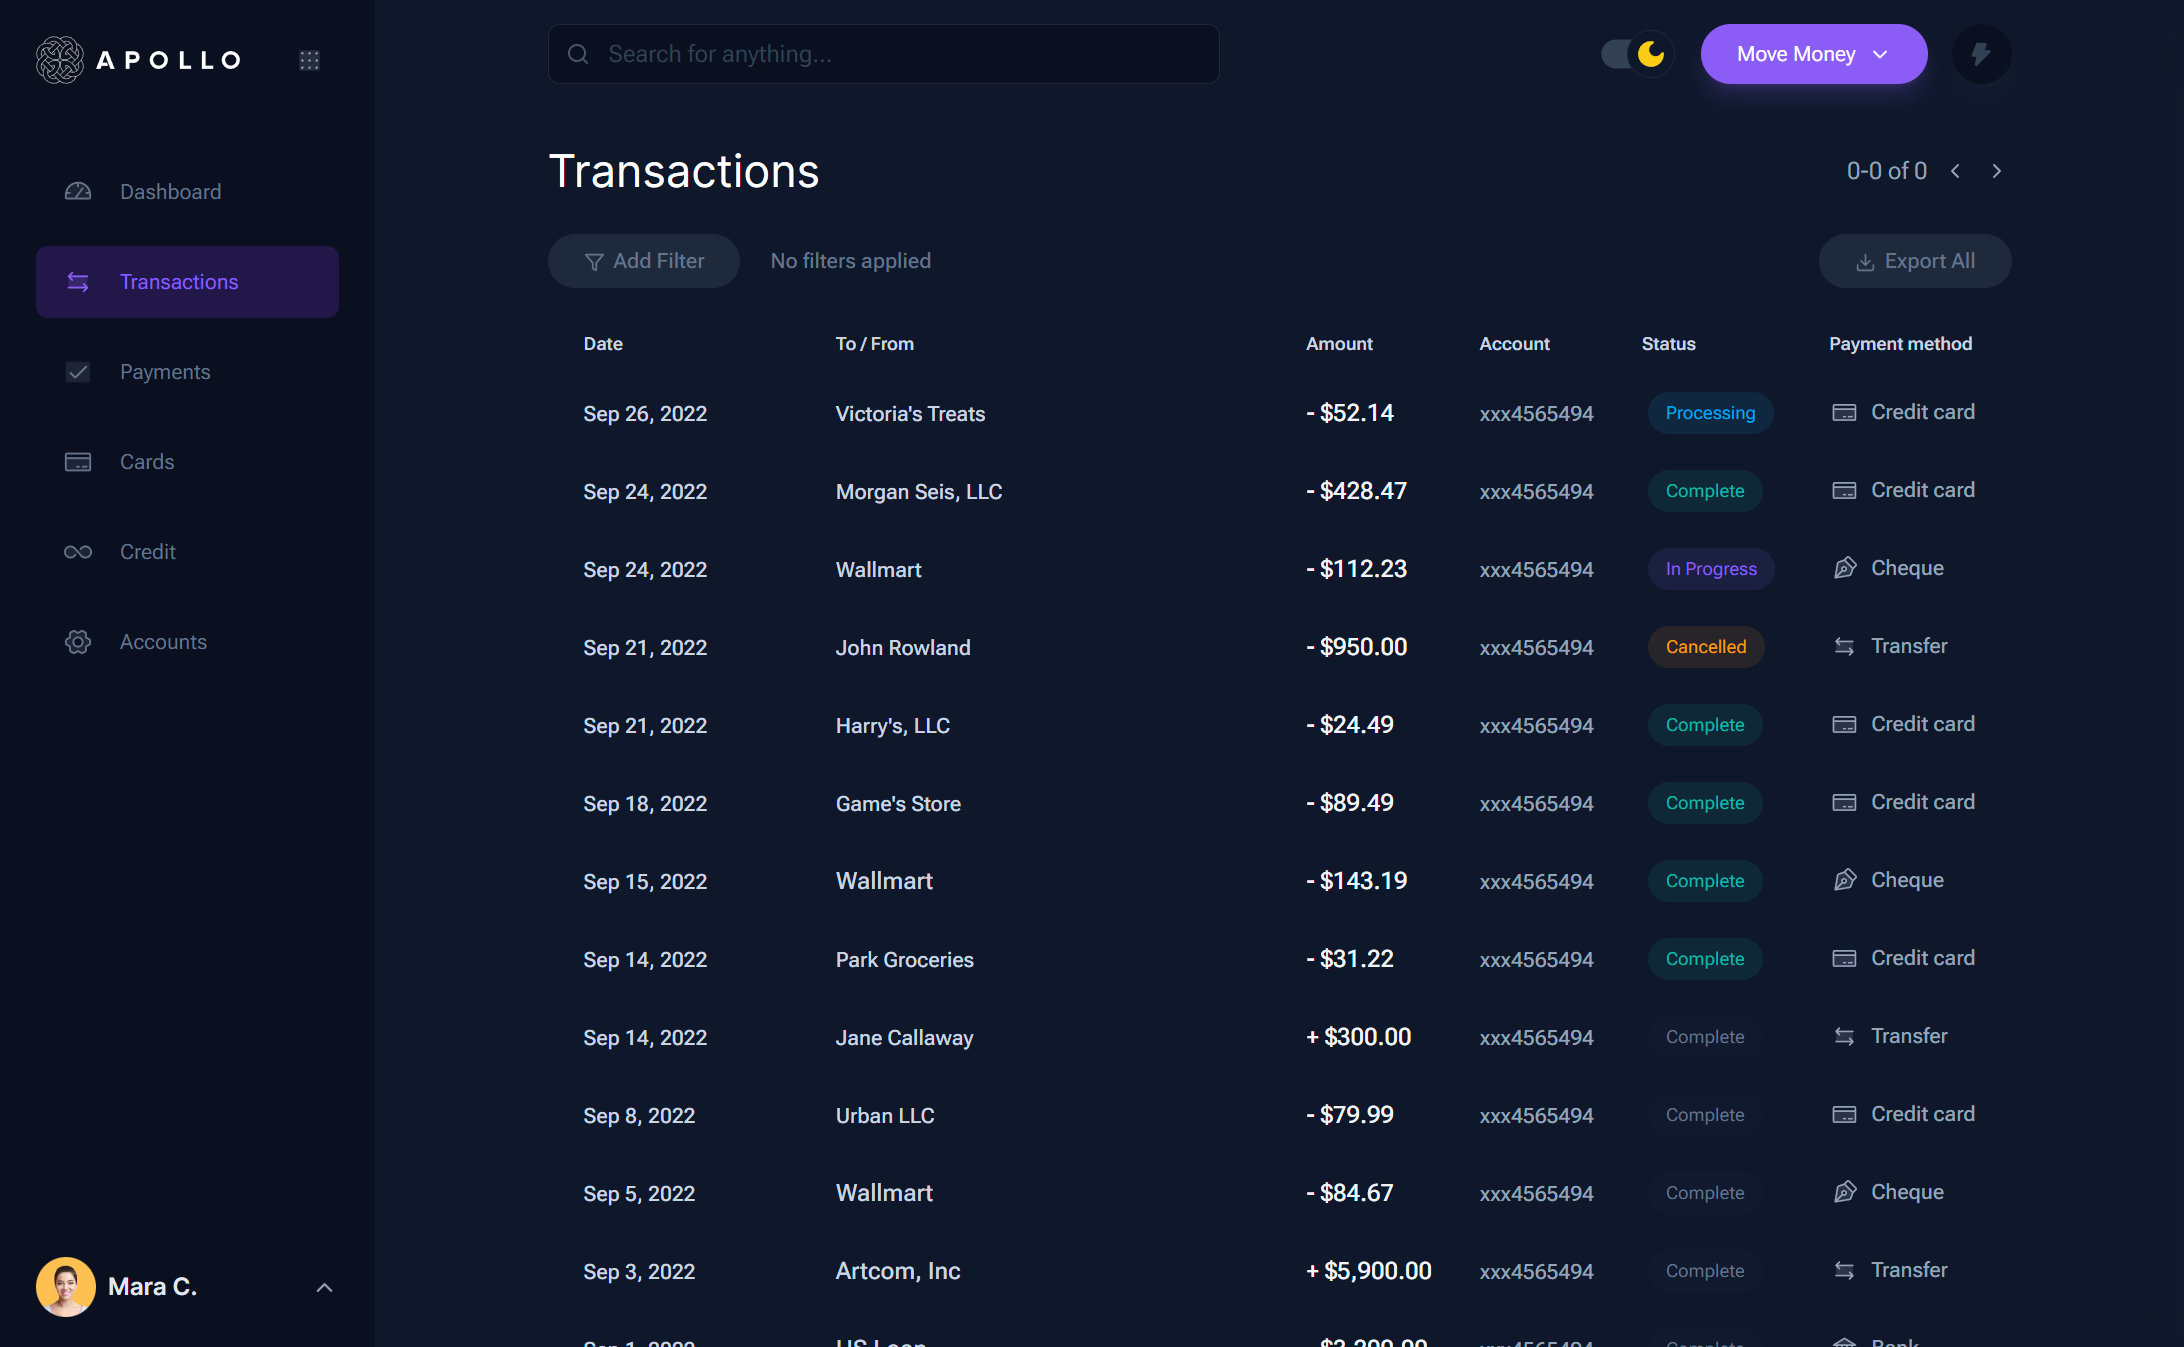 APOLLO
Search for anything...
Move Money
Dashboard
Transactions
Payments
Cards
Credit
Accounts
Mara C.
Transactions
0-0 of 0
Add Filter No filters applied Export All
Date To / From Amount Account Status Payment method
Sep 26, 2022 Victoria's Treats - $52.14 xxx4565494 Processing Credit card
Sep 24, 2022 Morgan Seis, LLC - $428.47 xxx4565494 Complete Credit card
Sep 24, 2022 Wallmart - $112.23 xxx4565494 In Progress Cheque
Sep 21, 2022 John Rowland - $950.00 xxx4565494 Cancelled Transfer
Sep 21, 2022 Harry's, LLC - $24.49 xxx4565494 Complete Credit card
Sep 18, 2022 Game's Store - $89.49 xxx4565494 Complete Credit card
Sep 15, 2022 Wallmart - $143.19 xxx4565494 Complete Cheque
Sep 14, 2022 Park Groceries - $31.22 xxx4565494 Complete Credit card
Sep 14, 2022 Jane Callaway + $300.00 xxx4565494 Complete Transfer
Sep 8, 2022 Urban LLC - $79.99 xxx4565494 Complete Credit card
Sep 5, 2022 Wallmart - $84.67 xxx4565494 Complete Cheque
Sep 3, 2022 Artcom, Inc + $5,900.00 xxx4565494 Complete Transfer